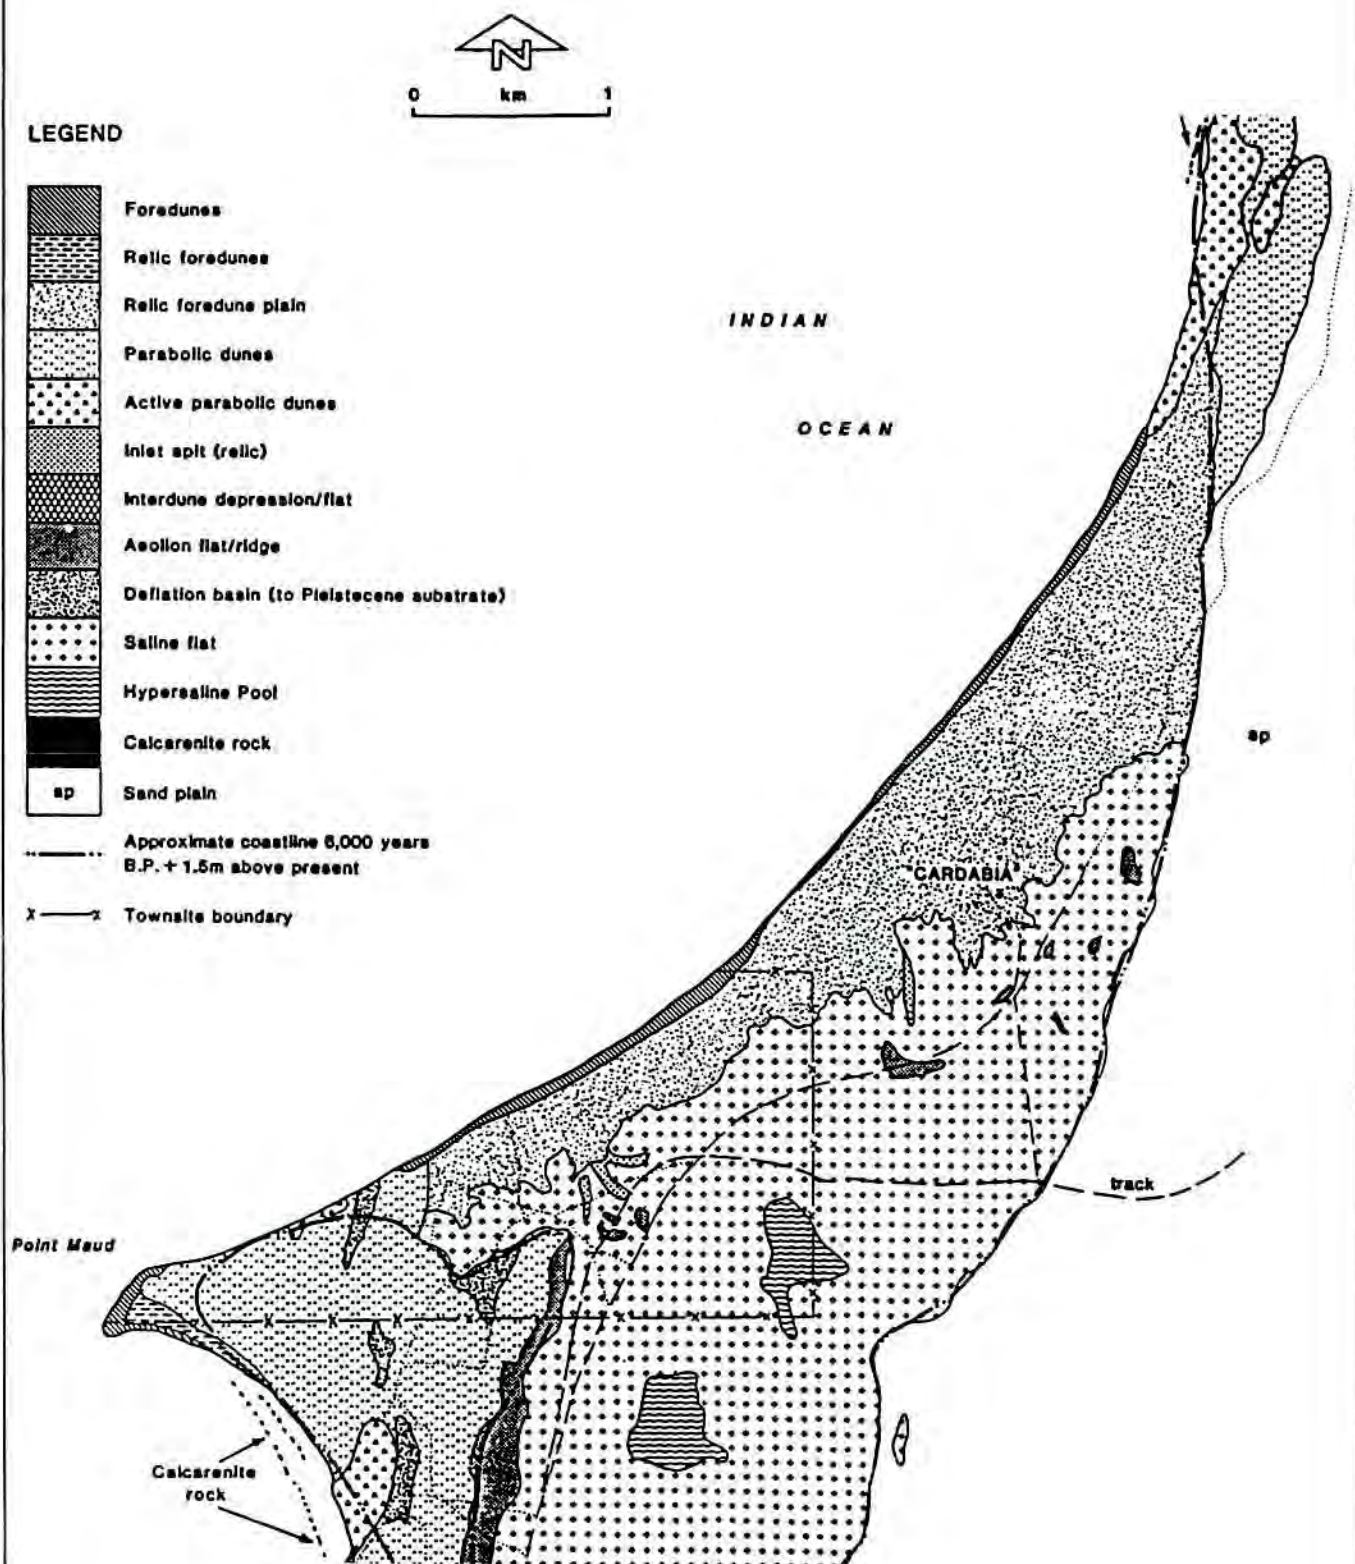 N
0 km 1
LEGEND
Foredunes
Relic foredunes
Relic foredune plain
Parabolic dunes
Active parabolic dunes
Inlet spit (relic)
Interdune depression/flat
Aeolion flat/ridge
Deflation basin (to Pleistecene substrate)
Saline flat
Hypersaline Pool
Calcarenite rock
sp Sand plain
Approximate coastline 6,000 years
B.P. + 1.5m above present
X X Townsite boundary
INDIAN
OCEAN
sp
"CARDABIA"
track
Point Maud
Calcarenite
rock